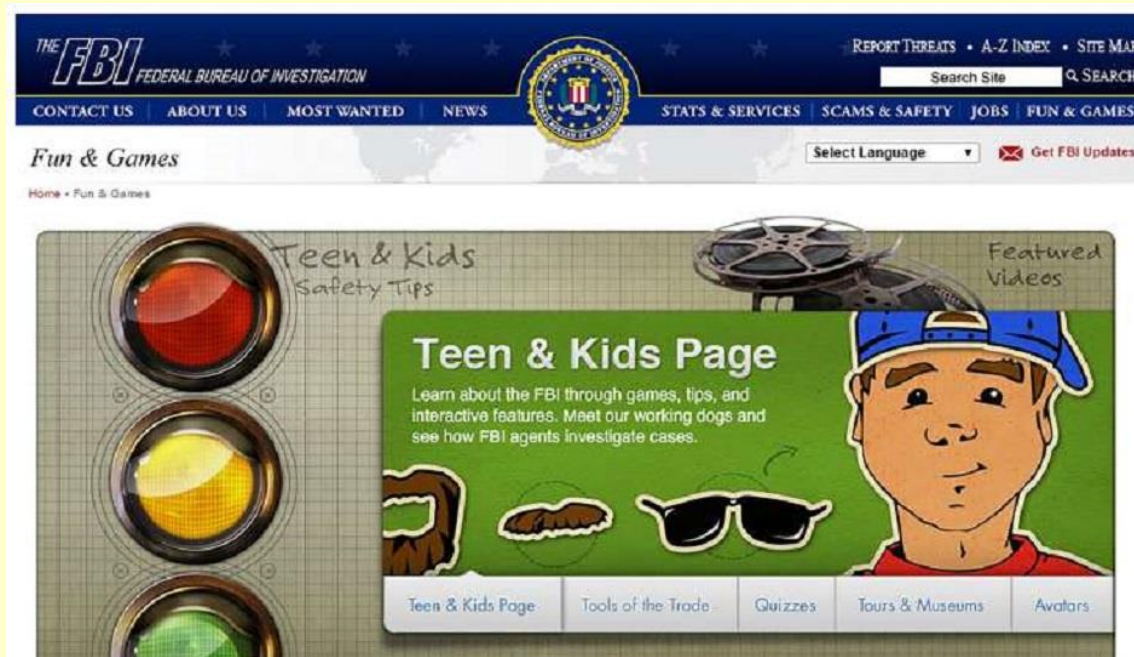 THE FBI FEDERAL BUREAU OF INVESTIGATION
REPORT THREATS • A-Z INDEX • SITE MAP
Search Site SEARCH
CONTACT US ABOUT US MOST WANTED NEWS STATS & SERVICES SCAMS & SAFETY JOBS FUN & GAMES
Fun & Games
Select Language Get FBI Updates
Home • Fun & Games
Teen & Kids
Safety Tips
Featured
Videos
Teen & Kids Page
Learn about the FBI through games, tips, and
interactive features. Meet our working dogs and
see how FBI agents investigate cases.
Teen & Kids Page Tools of the Trade Quizzes Tours & Museums Avatars